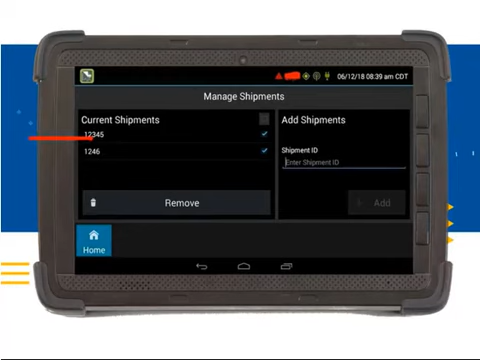 06/12/18 08:39 am CDT
Manage Shipments
Current Shipments
12345
1246
Remove
Add Shipments
Shipment ID
Enter Shipment ID
+ Add
Home